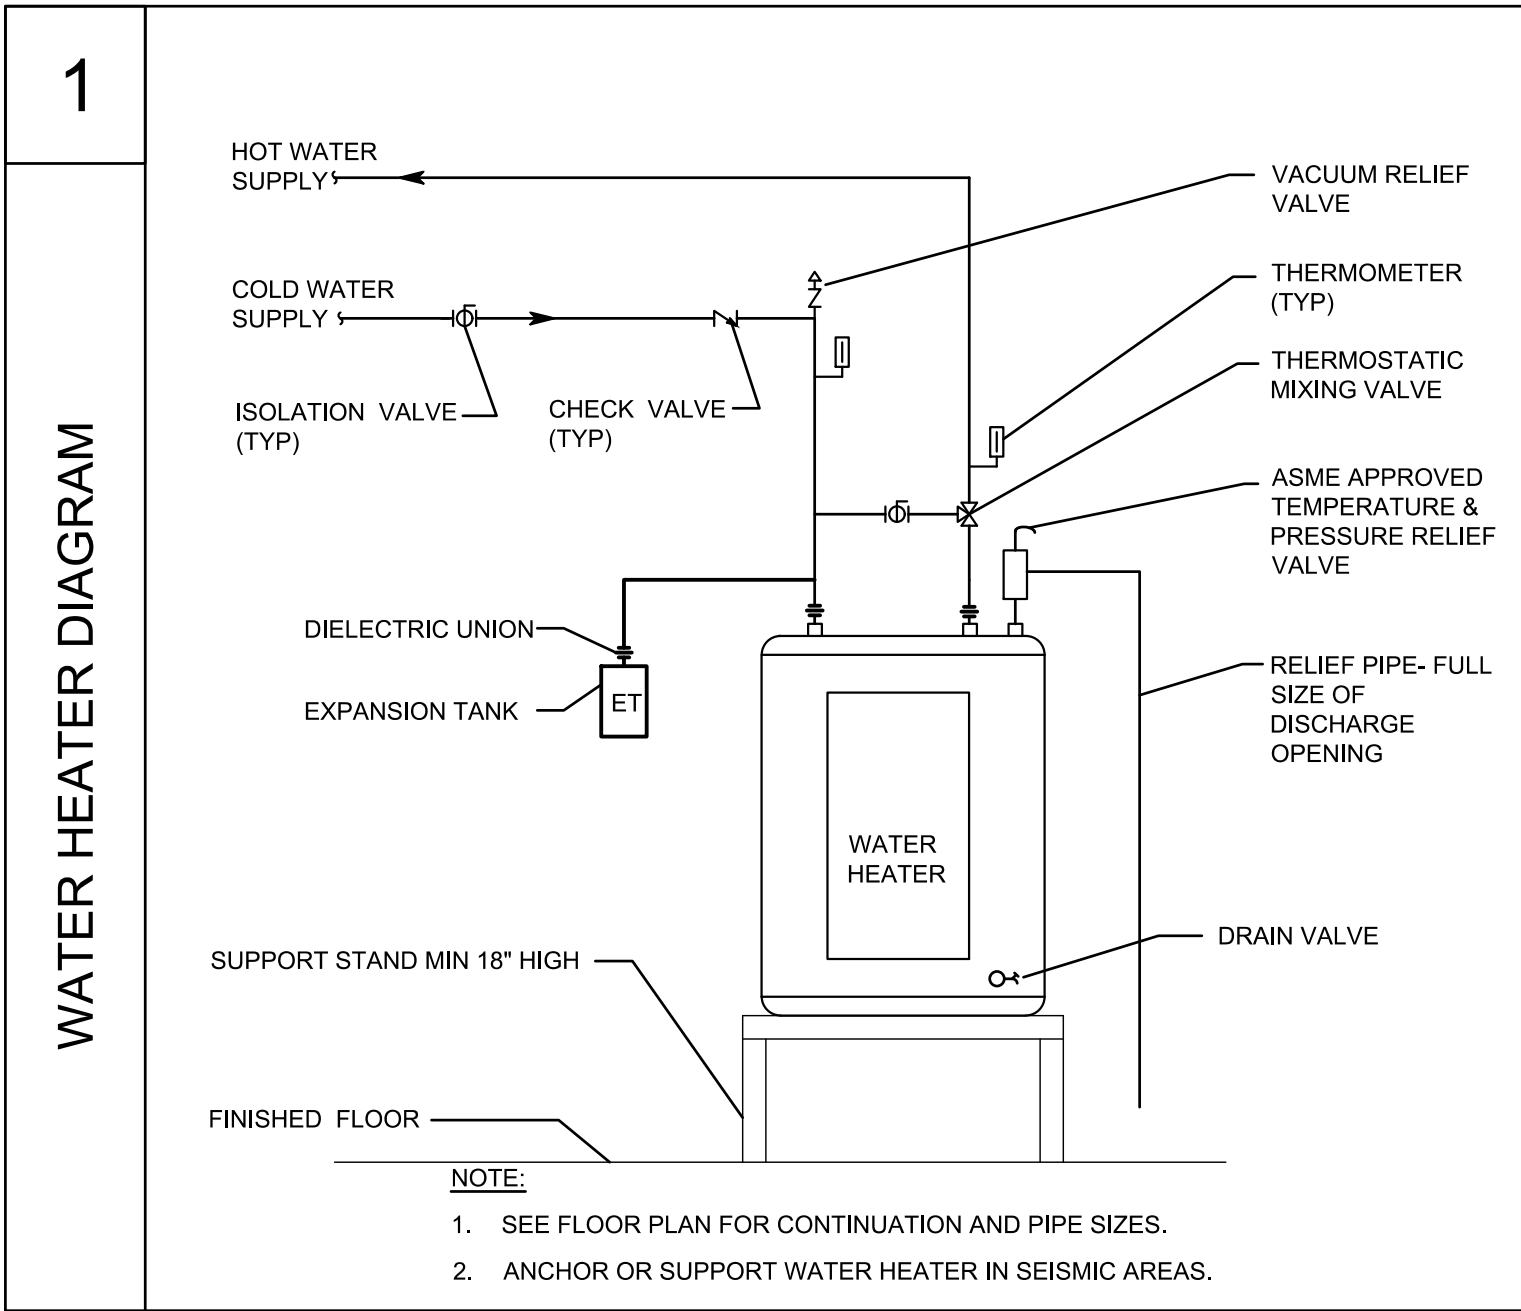 1
WATER HEATER DIAGRAM
HOT WATER
SUPPLY
COLD WATER
SUPPLY
ISOLATION VALVE
(TYP)
CHECK VALVE
(TYP)
VACUUM RELIEF
VALVE
THERMOMETER
(TYP)
THERMOSTATIC
MIXING VALVE
ASME APPROVED
TEMPERATURE &
PRESSURE RELIEF
VALVE
DIELECTRIC UNION
EXPANSION TANK
ET
RELIEF PIPE- FULL
SIZE OF
DISCHARGE
OPENING
WATER
HEATER
DRAIN VALVE
SUPPORT STAND MIN 18" HIGH
FINISHED FLOOR
NOTE:
1. SEE FLOOR PLAN FOR CONTINUATION AND PIPE SIZES.
2. ANCHOR OR SUPPORT WATER HEATER IN SEISMIC AREAS.